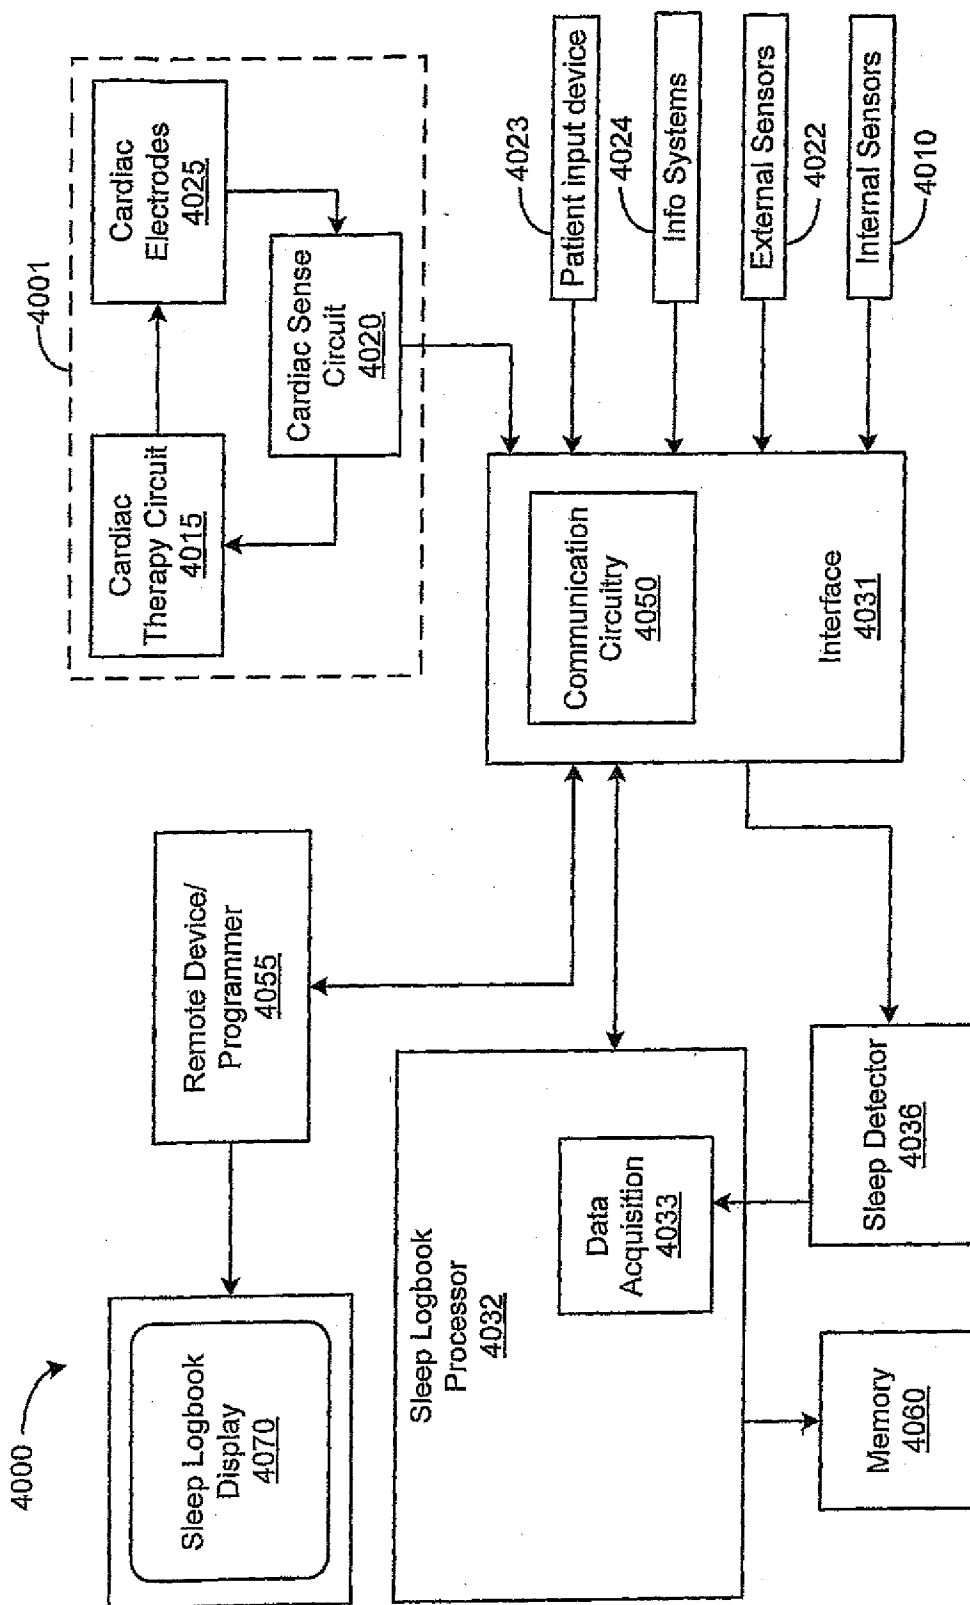 4000
Sleep Logbook
Display
4070
Remote Device/
Programmer
4055
4001
Cardiac
Therapy Circuit
4015
Cardiac
Electrodes
4025
Cardiac Sense
Circuit
4020
Sleep Logbook
Processor
4032
Data
Acquisition
4033
Communication
Circuitry
4050
Interface
4031
4023
Patient input device
4024
Info Systems
External Sensors
4022
Internal Sensors
4010
Memory
4060
Sleep Detector
4036